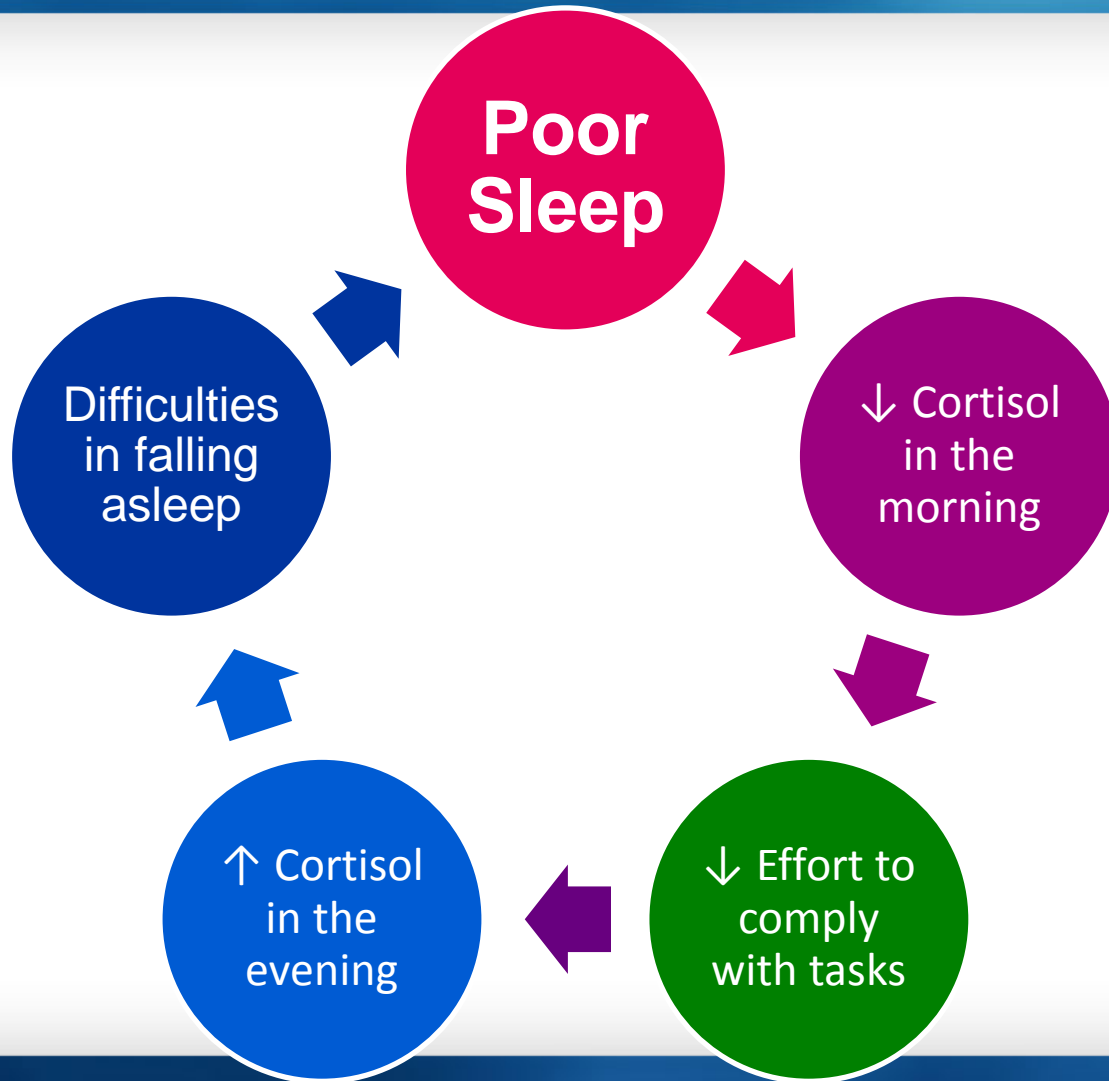 Poor
Sleep
↓ Cortisol
in the
morning
↓ Effort to
comply
with tasks
↑ Cortisol
in the
evening
Difficulties
in falling
asleep